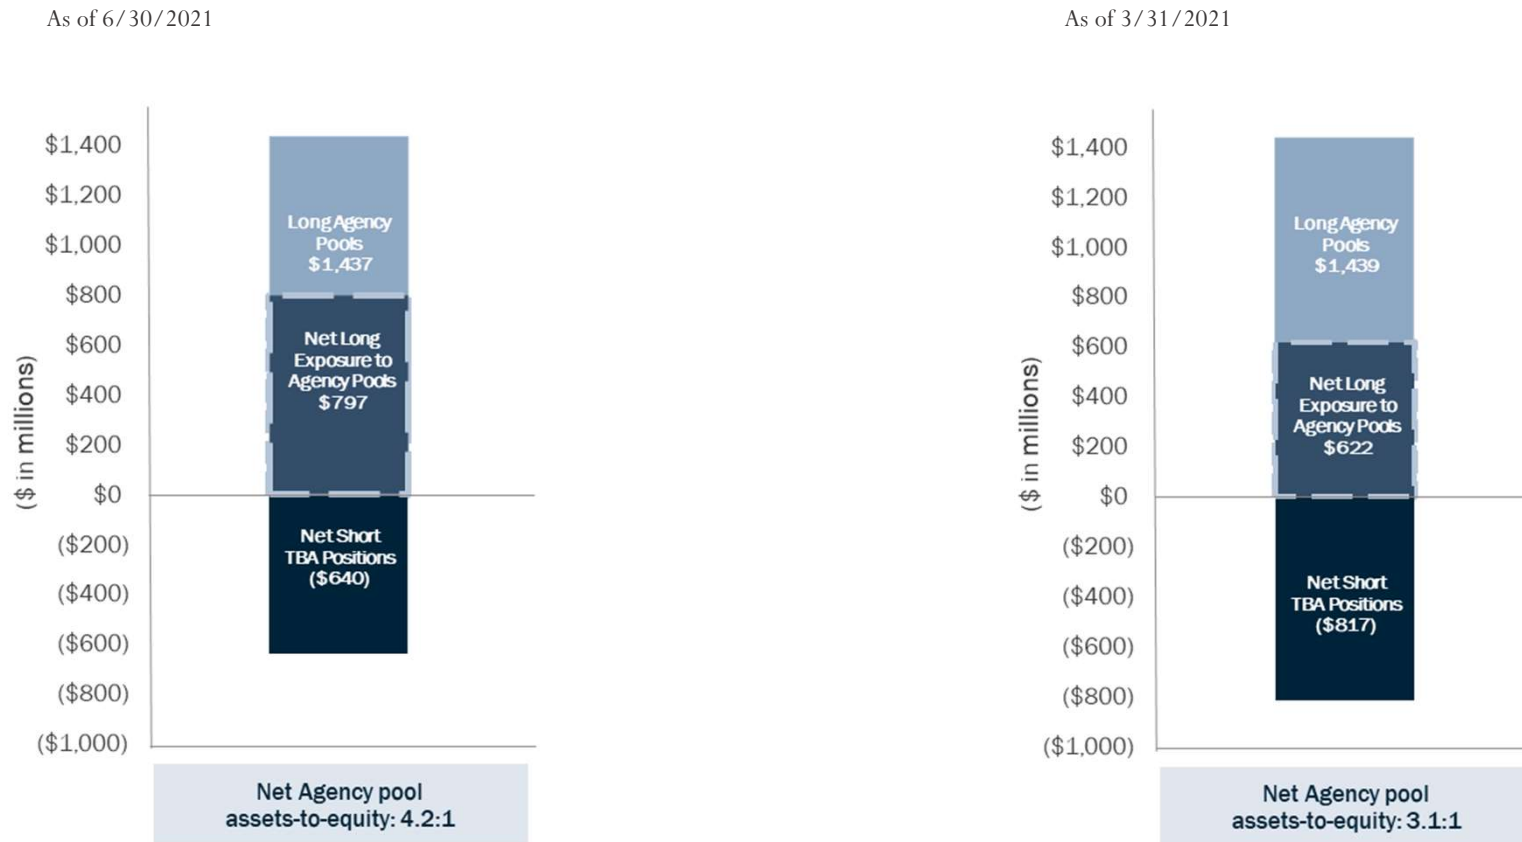 As of 6/30/2021
$1,400
$1,200
$1,000
$800
$600
$400
$200
$0
($200)
($400)
($600)
($800)
($1,000)
($ in millions)
Long Agency
Pools
$1,437
Net Long
Exposure to
Agency Pools
$797
Net Short
TBA Positions
($640)
Net Agency pool
assets-to-equity: 4.2:1
As of 3/31/2021
$1,400
$1,200
$1,000
$800
$600
$400
$200
$0
($200)
($400)
($600)
($800)
($1,000)
($ in millions)
Long Agency
Pools
$1,439
Net Long
Exposure to
Agency Pools
$622
Net Short
TBA Positions
($817)
Net Agency pool
assets-to-equity: 3.1:1